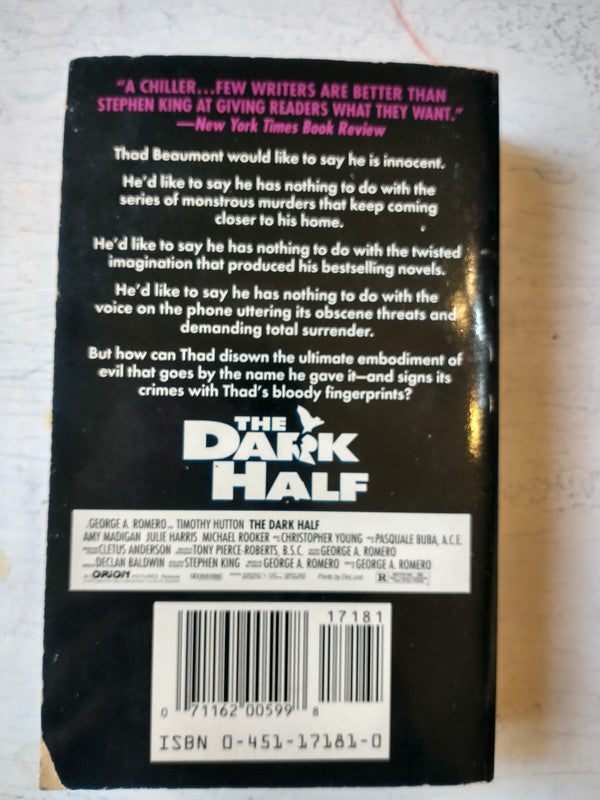 “A CHILLER...FEW WRITERS ARE BETTER THAN
STEPHEN KING AT GIVING READERS WHAT THEY WANT.”
—New York Times Book Review
Thad Beaumont would like to say he is innocent.
He'd like to say he has nothing to do with the
series of monstrous murders that keep coming
closer to his home.
He'd like to say he has nothing to do with the twisted
imagination that produced his bestselling novels.
He'd like to say he has nothing to do with the
voice on the phone uttering its obscene threats and
demanding total surrender.
But how can Thad disown the ultimate embodiment of
evil that goes by the name he gave it—and signs its
crimes with Thad's bloody fingerprints?
THE
DARK
HALF
GEORGE A. ROMERO TIMOTHY HUTTON THE DARK HALF
AMY MADIGAN JULIE HARRIS MICHAEL ROOKER CHRISTOPHER YOUNG PASQUALE BUBA, A.C.E.
CLETUS ANDERSON TONY PIERCE-ROBERTS, B.S.C. GEORGE A. ROMERO
DECLAN BALDWIN STEPHEN KING GEORGE A. ROMERO GEORGE A. ROMERO
ORION PICTURES Release Prints by DeLuxe R
17181
0 71162 00599 8
ISBN 0-451-17181-0